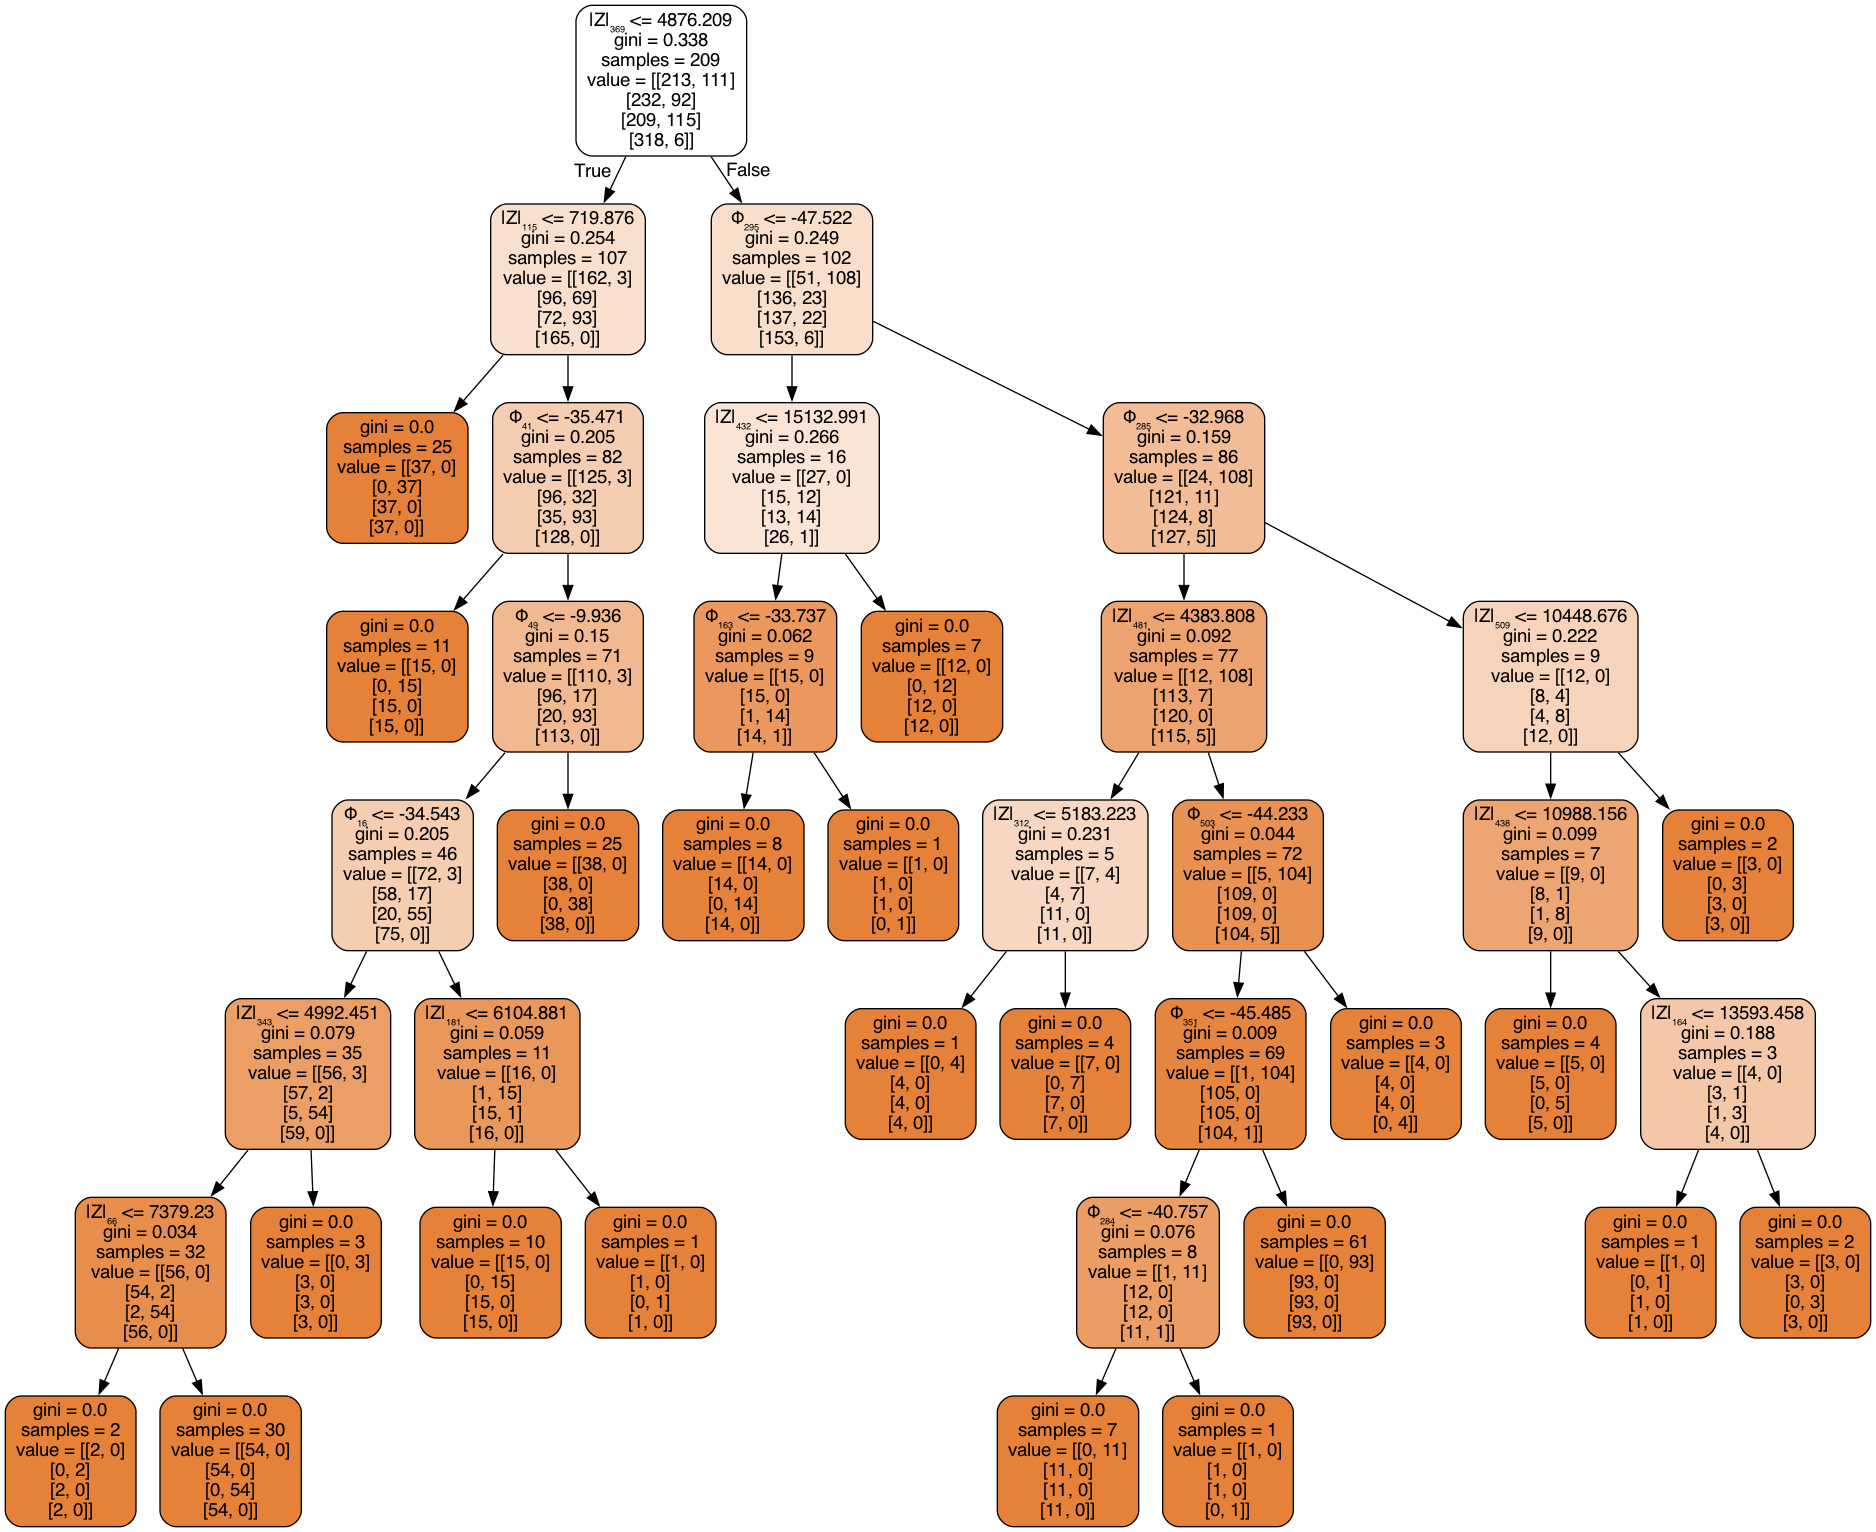 |Z|₃₆₉ <= 4876.209
gini = 0.338
samples = 209
value = [[213, 111]
[232, 92]
[209, 115]
[318, 6]]
True
False
|Z|₁₁₅ <= 719.876
gini = 0.254
samples = 107
value = [[162, 3]
[96, 69]
[72, 93]
[165, 0]]
Φ₂₉₅ <= -47.522
gini = 0.249
samples = 102
value = [[51, 108]
[136, 23]
[137, 22]
[153, 6]]
gini = 0.0
samples = 25
value = [[37, 0]
[0, 37]
[37, 0]
[37, 0]]
Φ₄₁ <= -35.471
gini = 0.205
samples = 82
value = [[125, 3]
[96, 32]
[35, 93]
[128, 0]]
|Z|₄₃₂ <= 15132.991
gini = 0.266
samples = 16
value = [[27, 0]
[15, 12]
[13, 14]
[26, 1]]
Φ₂₈₅ <= -32.968
gini = 0.159
samples = 86
value = [[24, 108]
[121, 11]
[124, 8]
[127, 5]]
gini = 0.0
samples = 11
value = [[15, 0]
[0, 15]
[15, 0]
[15, 0]]
Φ₄₉ <= -9.936
gini = 0.15
samples = 71
value = [[110, 3]
[96, 17]
[20, 93]
[113, 0]]
Φ₁₆₃ <= -33.737
gini = 0.062
samples = 9
value = [[15, 0]
[15, 0]
[1, 14]
[14, 1]]
gini = 0.0
samples = 7
value = [[12, 0]
[0, 12]
[12, 0]
[12, 0]]
|Z|₄₈₁ <= 4383.808
gini = 0.092
samples = 77
value = [[12, 108]
[113, 7]
[120, 0]
[115, 5]]
|Z|₅₀₉ <= 10448.676
gini = 0.222
samples = 9
value = [[12, 0]
[8, 4]
[4, 8]
[12, 0]]
Φ₁₆ <= -34.543
gini = 0.205
samples = 46
value = [[72, 3]
[58, 17]
[20, 55]
[75, 0]]
gini = 0.0
samples = 25
value = [[38, 0]
[38, 0]
[0, 38]
[38, 0]]
gini = 0.0
samples = 8
value = [[14, 0]
[14, 0]
[0, 14]
[14, 0]]
gini = 0.0
samples = 1
value = [[1, 0]
[1, 0]
[1, 0]
[0, 1]]
|Z|₃₁₂ <= 5183.223
gini = 0.231
samples = 5
value = [[7, 4]
[4, 7]
[11, 0]
[11, 0]]
Φ₅₀₃ <= -44.233
gini = 0.044
samples = 72
value = [[5, 104]
[109, 0]
[109, 0]
[104, 5]]
|Z|₄₃₈ <= 10988.156
gini = 0.099
samples = 7
value = [[9, 0]
[8, 1]
[1, 8]
[9, 0]]
gini = 0.0
samples = 2
value = [[3, 0]
[0, 3]
[3, 0]
[3, 0]]
|Z|₃₄₃ <= 4992.451
gini = 0.079
samples = 35
value = [[56, 3]
[57, 2]
[5, 54]
[59, 0]]
|Z|₁₈₁ <= 6104.881
gini = 0.059
samples = 11
value = [[16, 0]
[1, 15]
[15, 1]
[16, 0]]
gini = 0.0
samples = 1
value = [[0, 4]
[4, 0]
[4, 0]
[4, 0]]
gini = 0.0
samples = 4
value = [[7, 0]
[0, 7]
[7, 0]
[7, 0]]
Φ₃₅₁ <= -45.485
gini = 0.009
samples = 69
value = [[1, 104]
[105, 0]
[105, 0]
[104, 1]]
gini = 0.0
samples = 3
value = [[4, 0]
[4, 0]
[4, 0]
[0, 4]]
gini = 0.0
samples = 4
value = [[5, 0]
[5, 0]
[0, 5]
[5, 0]]
|Z|₁₆₄ <= 13593.458
gini = 0.188
samples = 3
value = [[4, 0]
[3, 1]
[1, 3]
[4, 0]]
|Z|₆₆ <= 7379.23
gini = 0.034
samples = 32
value = [[56, 0]
[54, 2]
[2, 54]
[56, 0]]
gini = 0.0
samples = 3
value = [[0, 3]
[3, 0]
[3, 0]
[3, 0]]
gini = 0.0
samples = 10
value = [[15, 0]
[0, 15]
[15, 0]
[15, 0]]
gini = 0.0
samples = 1
value = [[1, 0]
[1, 0]
[0, 1]
[1, 0]]
Φ₂₈₄ <= -40.757
gini = 0.076
samples = 8
value = [[1, 11]
[12, 0]
[12, 0]
[11, 1]]
gini = 0.0
samples = 61
value = [[0, 93]
[93, 0]
[93, 0]
[93, 0]]
gini = 0.0
samples = 1
value = [[1, 0]
[0, 1]
[1, 0]
[1, 0]]
gini = 0.0
samples = 2
value = [[3, 0]
[3, 0]
[0, 3]
[3, 0]]
gini = 0.0
samples = 2
value = [[2, 0]
[0, 2]
[2, 0]
[2, 0]]
gini = 0.0
samples = 30
value = [[54, 0]
[54, 0]
[0, 54]
[54, 0]]
gini = 0.0
samples = 7
value = [[0, 11]
[11, 0]
[11, 0]
[11, 0]]
gini = 0.0
samples = 1
value = [[1, 0]
[1, 0]
[1, 0]
[0, 1]]